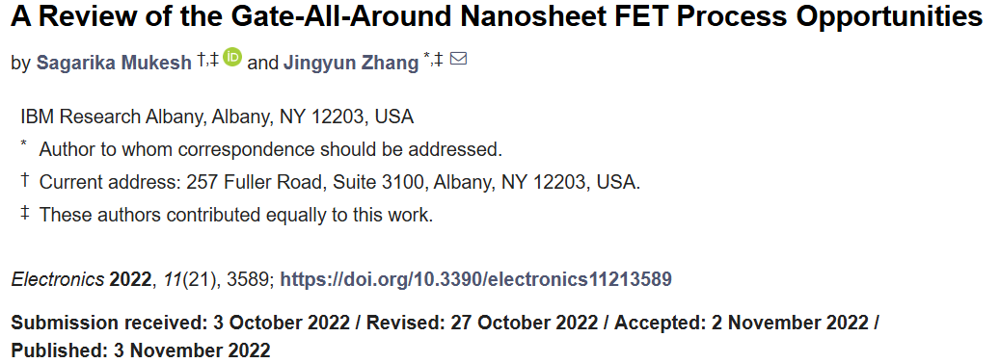 A Review of the Gate-All-Around Nanosheet FET Process Opportunities
by Sagarika Mukesh †,‡ iD and Jingyun Zhang *,‡
IBM Research Albany, Albany, NY 12203, USA
* Author to whom correspondence should be addressed.
† Current address: 257 Fuller Road, Suite 3100, Albany, NY 12203, USA.
‡ These authors contributed equally to this work.
Electronics 2022, 11(21), 3589; https://doi.org/10.3390/electronics11213589
Submission received: 3 October 2022 / Revised: 27 October 2022 / Accepted: 2 November 2022 /
Published: 3 November 2022